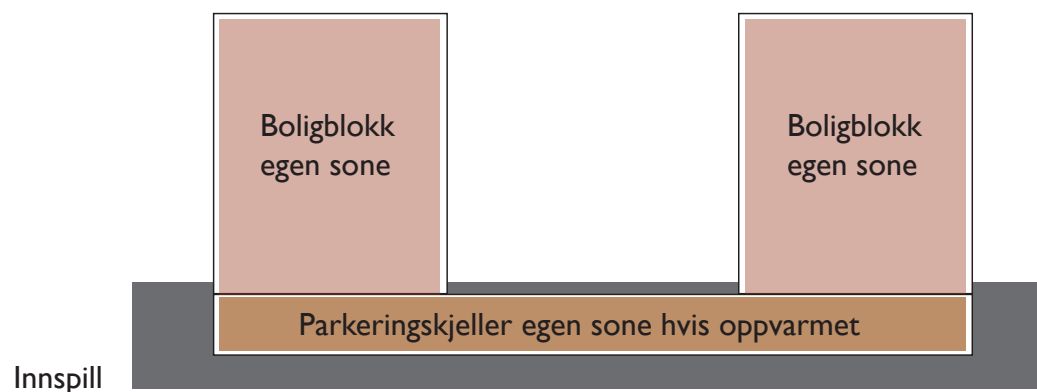 Boligblokk
egen sone
Boligblokk
egen sone
Parkeringskjeller egen sone hvis oppvarmet
Innspill